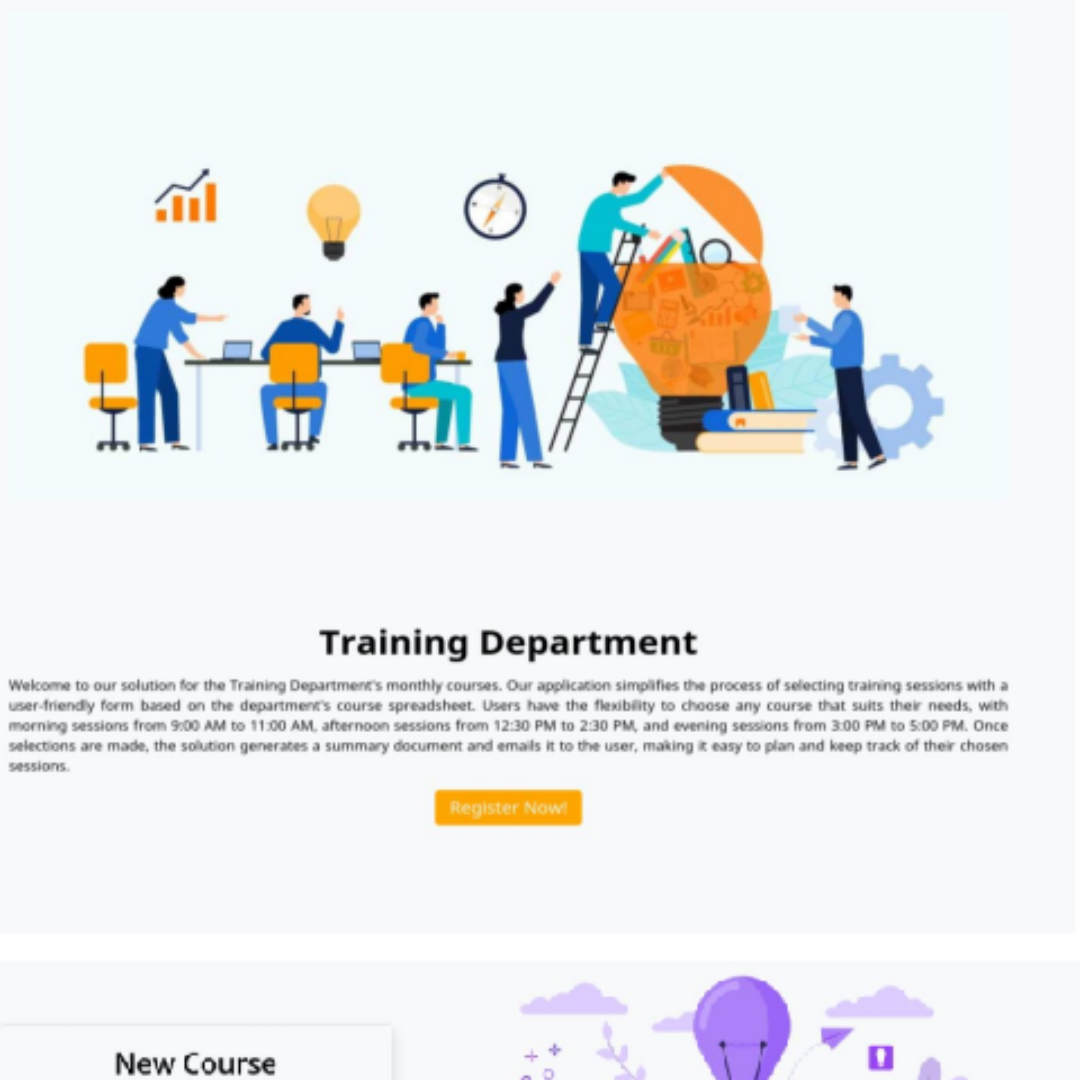 Training Department
Welcome to our solution for the Training Department's monthly courses. Our application simplifies the process of selecting training sessions with a
user-friendly form based on the department's course spreadsheet. Users have the flexibility to choose any course that suits their needs, with
morning sessions from 9:00 AM to 11:00 AM, afternoon sessions from 12:30 PM to 2:30 PM, and evening sessions from 3:00 PM to 5:00 PM. Once
selections are made, the solution generates a summary document and emails it to the user, making it easy to plan and keep track of their chosen
sessions.
Register Now!
New Course